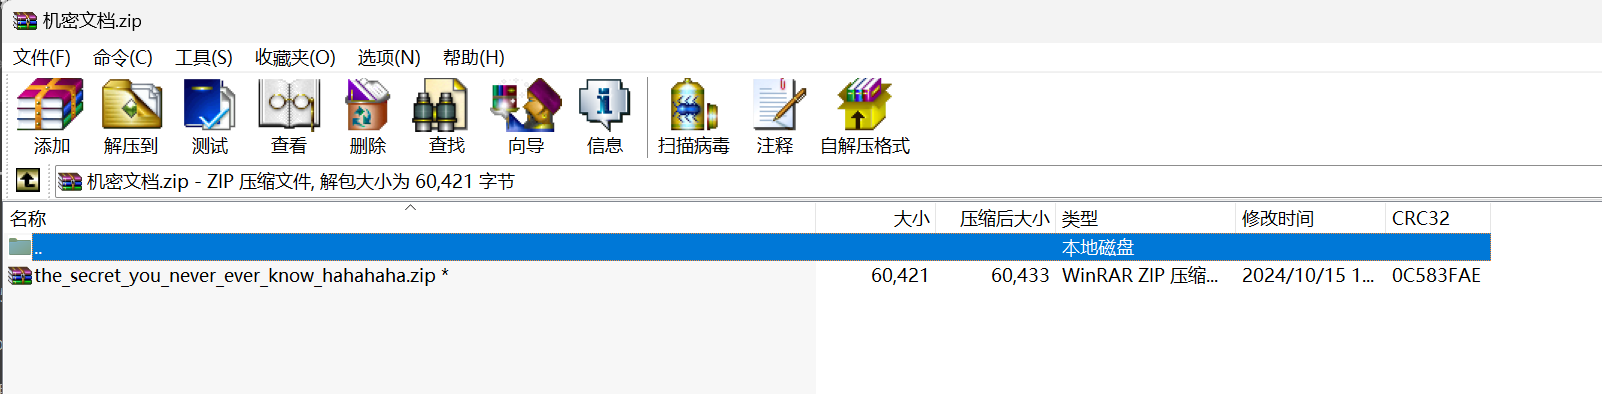 机密文档.zip
文件(F) 命令(C) 工具(S) 收藏夹(O) 选项(N) 帮助(H)
添加 解压到 测试 查看 删除 查找 向导 信息 扫描病毒 注释 自解压格式
机密文档.zip - ZIP 压缩文件, 解包大小为 60,421 字节
名称 大小 压缩后大小 类型 修改时间 CRC32
.. 本地磁盘
the_secret_you_never_ever_know_hahahaha.zip * 60,421 60,433 WinRAR ZIP 压缩... 2024/10/15 1... 0C583FAE